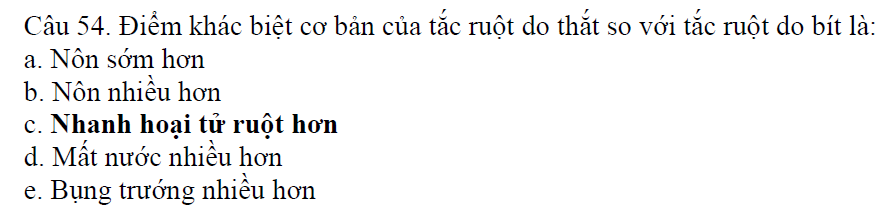 Câu 54. Điểm khác biệt cơ bản của tắc ruột do thắt so với tắc ruột do bít là:
a. Nôn sớm hơn
b. Nôn nhiều hơn
c. Nhanh hoại tử ruột hơn
d. Mất nước nhiều hơn
e. Bụng trướng nhiều hơn